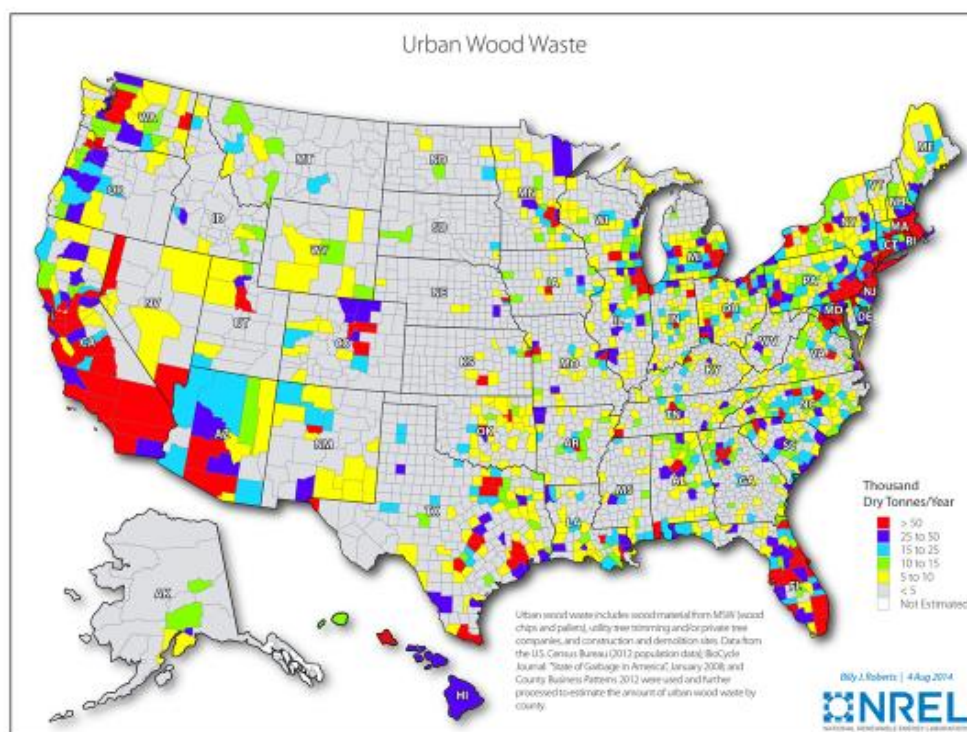 Urban Wood Waste
WA
MT
ND
MN
ME
OR
ID
SD
WI
VT
NH
NY
MA
CT
RI
WY
MI
IA
NE
PA
NJ
NV
UT
CO
IL
IN
OH
MD
DE
WV
VA
CA
KS
MO
KY
AZ
NM
OK
AR
TN
NC
SC
TX
LA
MS
AL
GA
FL
AK
HI
Thousand
Dry Tonnes/Year
> 50
25 to 50
15 to 25
10 to 15
5 to 10
< 5
Not Estimated
Urban wood waste includes wood material from MSW (wood
chips and pallets), utility tree trimming and/or private tree
companies, and construction and demolition sites. Data from
the U.S. Census Bureau (2012 population data); BioCycle
Journal. "State of Garbage in America", January 2008; and
County Business Patterns 2012 were used and further
processed to estimate the amount of urban wood waste by
county.
Billy J. Roberts | 4 Aug 2014
NREL
NATIONAL RENEWABLE ENERGY LABORATORY